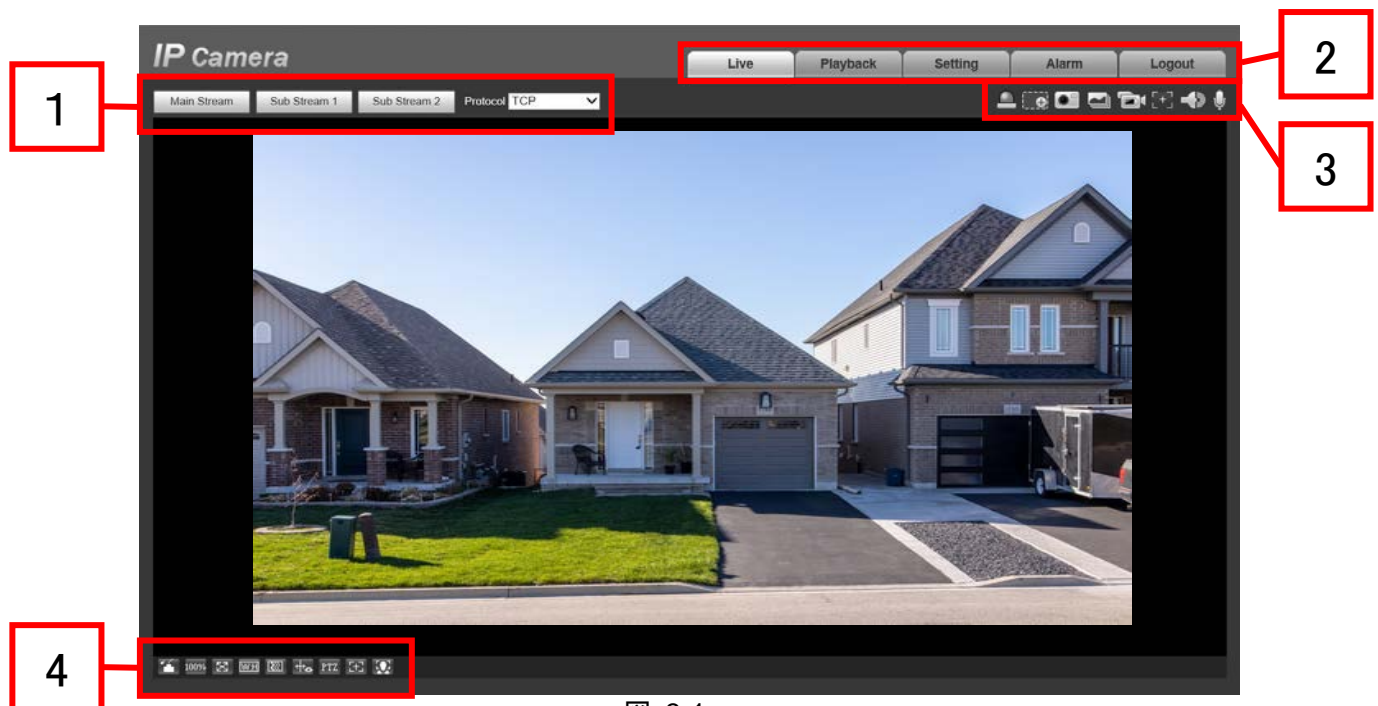 IP Camera
Live Playback Setting Alarm Logout
2
1
Main Stream Sub Stream 1 Sub Stream 2 Protocol TCP
3
4
100% W:H PTZ